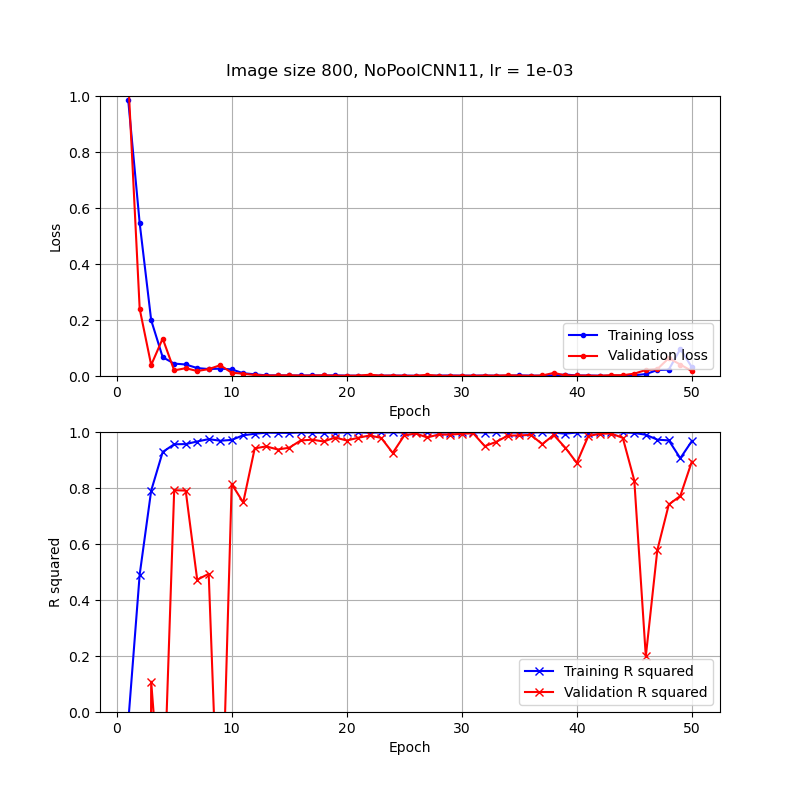 Image size 800, NoPoolCNN11, lr = 1e-03
1.0
0.8
0.6
0.4
0.2
0.0
Loss
Training loss
Validation loss
0 10 20 30 40 50
Epoch
1.0
0.8
0.6
0.4
0.2
0.0
R squared
Training R squared
Validation R squared
0 10 20 30 40 50
Epoch